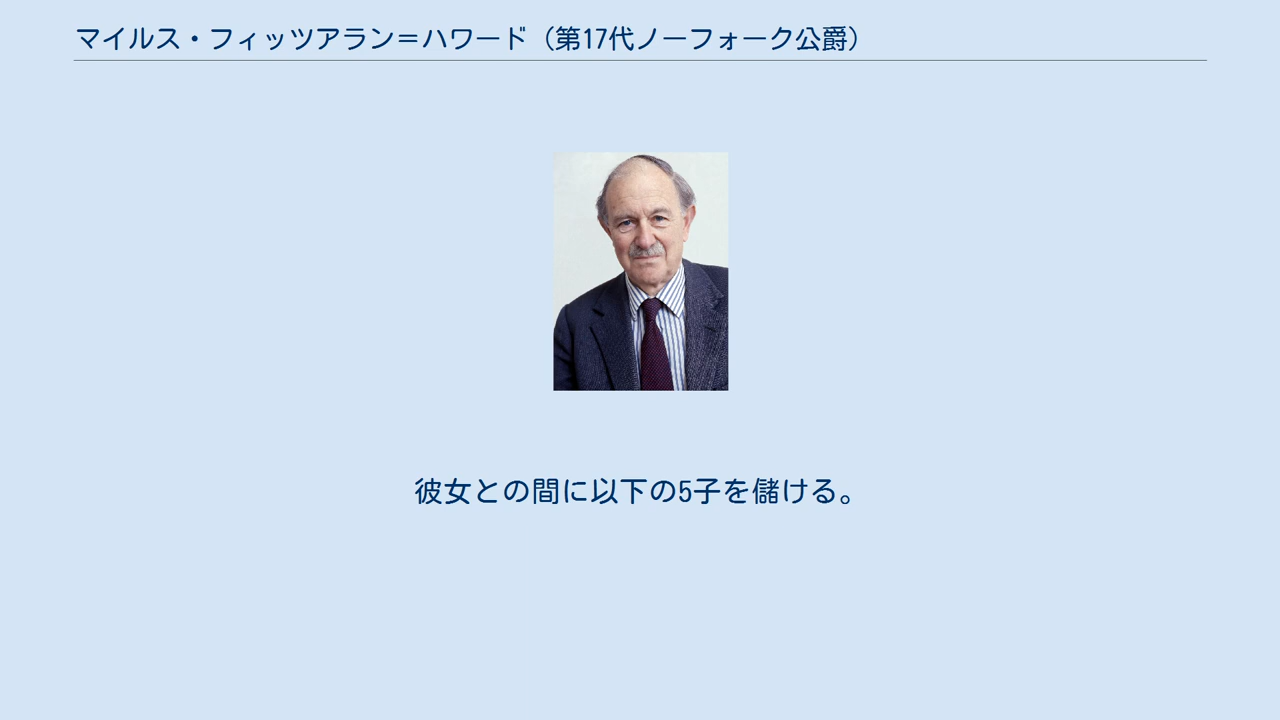 マイルス・フィッツアラン＝ハワード（第17代ノーフォーク公爵）
彼女との間に以下の5子を儲ける。